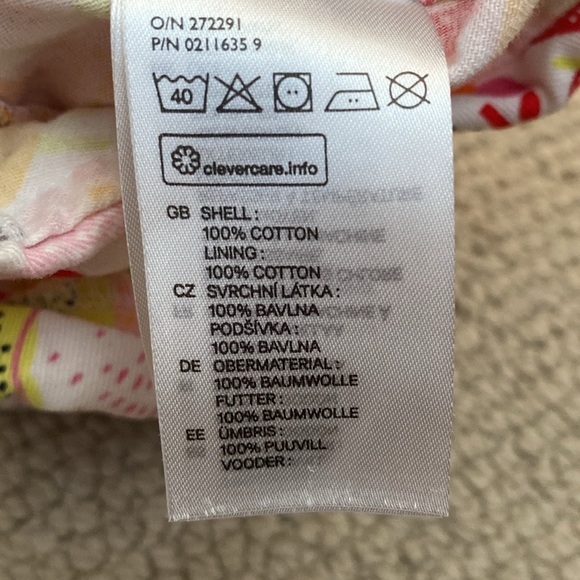 O/N 272291
P/N 0211635 9
40
clevercare.info
GB SHELL:
100% COTTON
LINING:
100% COTTON
CZ SVRCHNÍ LÁTKA:
100% BAVLNA
PODŠÍVKA:
100% BAVLNA
DE OBERMATERIAL:
100% BAUMWOLLE
FUTTER:
100% BAUMWOLLE
EE ÜMBRIS:
100% PUUVILL
VOODER: